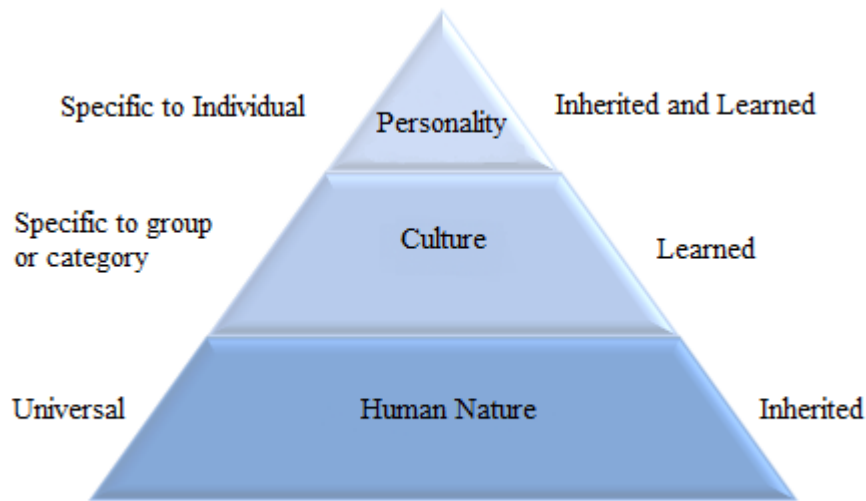 Specific to Individual
Personality
Inherited and Learned
Specific to group
or category
Culture
Learned
Universal
Human Nature
Inherited